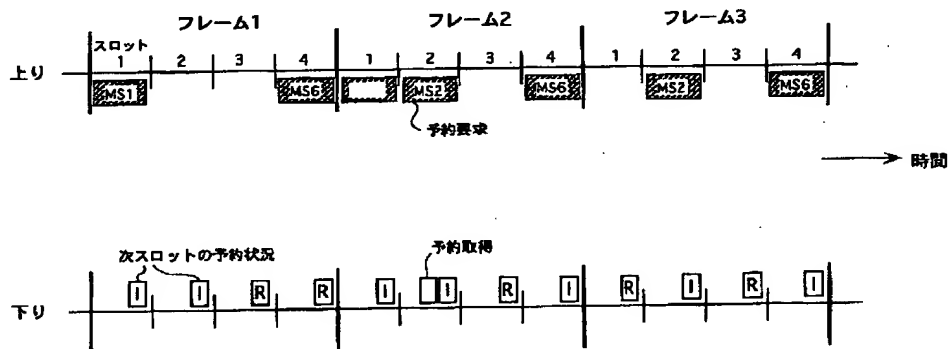 フレーム1 フレーム2 フレーム3
スロット
上り 1 2 3 4 1 2 3 4 1 2 3 4
MS1 MS6 MS2 MS6 MS2 MS6
予約要求
時間
次スロットの予約状況 予約取得
I I R R I I R I R I R I
下り